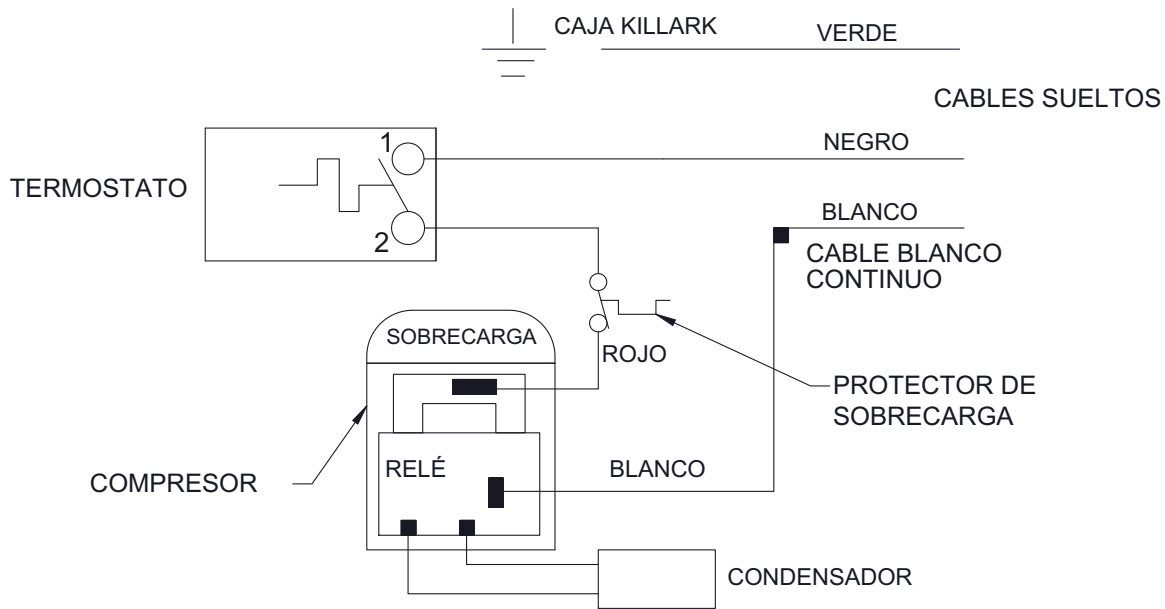 CAJA KILLARK
VERDE
CABLES SUELTOS
NEGRO
1
TERMOSTATO
2
BLANCO
CABLE BLANCO
CONTINUO
SOBRECARGA
ROJO
PROTECTOR DE
SOBRECARGA
RELÉ
BLANCO
COMPRESOR
CONDENSADOR